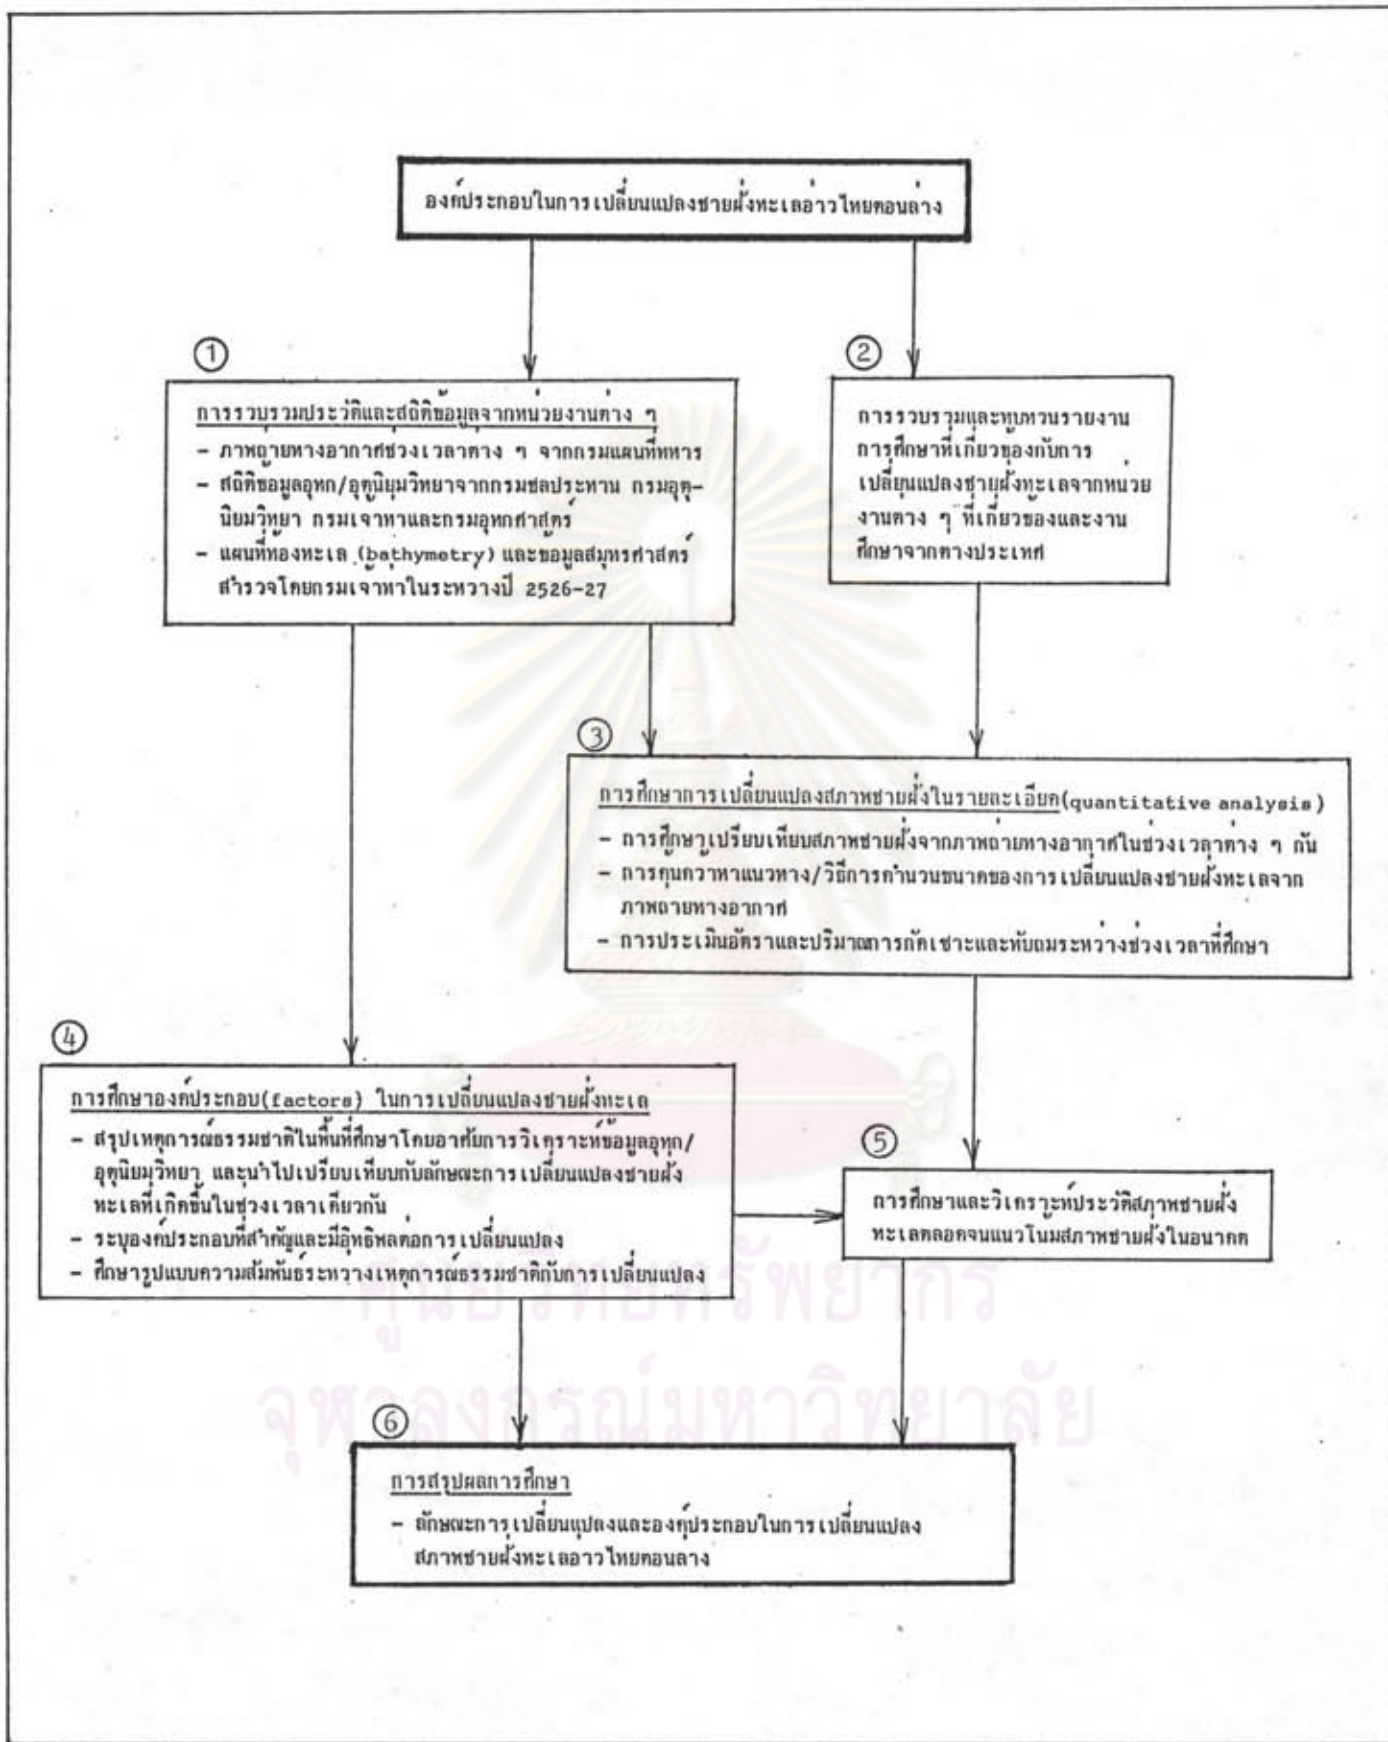 องค์ประกอบในการเปลี่ยนแปลงชายฝั่งทะเลอ่าวไทยตอนล่าง
①
การรวบรวมประวัติและสถิติข้อมูลจากหน่วยงานต่าง ๆ
- ภาพถ่ายทางอากาศช่วงเวลาต่าง ๆ จากกรมแผนที่ทหาร
- สถิติข้อมูลอุทก/อุตุนิยมวิทยาจากกรมชลประทาน กรมอุตุ-
นิยมวิทยา กรมเจ้าท่าและกรมอุทกศาสตร์
- แผนที่ท้องทะเล (bathymetry) และข้อมูลสมุทรศาสตร์
สำรวจโดยกรมเจ้าท่าในระหว่างปี 2526-27
②
การรวบรวมและทบทวนรายงาน
การศึกษาที่เกี่ยวข้องกับการ
เปลี่ยนแปลงชายฝั่งทะเลจากหน่วย
งานต่าง ๆ ที่เกี่ยวข้องและงาน
ศึกษาจากต่างประเทศ
③
การศึกษาการเปลี่ยนแปลงสภาพชายฝั่งในรายละเอียด(quantitative analysis)
- การศึกษาเปรียบเทียบสภาพชายฝั่งจากภาพถ่ายทางอากาศในช่วงเวลาต่าง ๆ กัน
- การค้นคว้าหาแนวทาง/วิธีการคำนวนขนาดของการเปลี่ยนแปลงชายฝั่งทะเลจาก
ภาพถ่ายทางอากาศ
- การประเมินอัตราและปริมาณการกัดเซาะและทับถมระหว่างช่วงเวลาที่ศึกษา
④
การศึกษาองค์ประกอบ(factors) ในการเปลี่ยนแปลงชายฝั่งทะเล
- สรุปเหตุการณ์ธรรมชาติในพื้นที่ศึกษาโดยอาศัยการวิเคราะห์ข้อมูลอุทก/
อุตุนิยมวิทยา และนำไปเปรียบเทียบกับลักษณะการเปลี่ยนแปลงชายฝั่ง
ทะเลที่เกิดขึ้นในช่วงเวลาเดียวกัน
- ระบุองค์ประกอบที่สำคัญและมีอิทธิพลต่อการเปลี่ยนแปลง
- ศึกษารูปแบบความสัมพันธ์ระหว่างเหตุการณ์ธรรมชาติกับการเปลี่ยนแปลง
⑤
การศึกษาและวิเคราะห์ประวัติสภาพชายฝั่ง
ทะเลตลอดจนแนวโน้มสภาพชายฝั่งในอนาคต
ศูนย์วิทยทรัพยากร
จุฬาลงกรณ์มหาวิทยาลัย
⑥
การสรุปผลการศึกษา
- ลักษณะการเปลี่ยนแปลงและองค์ประกอบในการเปลี่ยนแปลง
สภาพชายฝั่งทะเลอ่าวไทยตอนล่าง